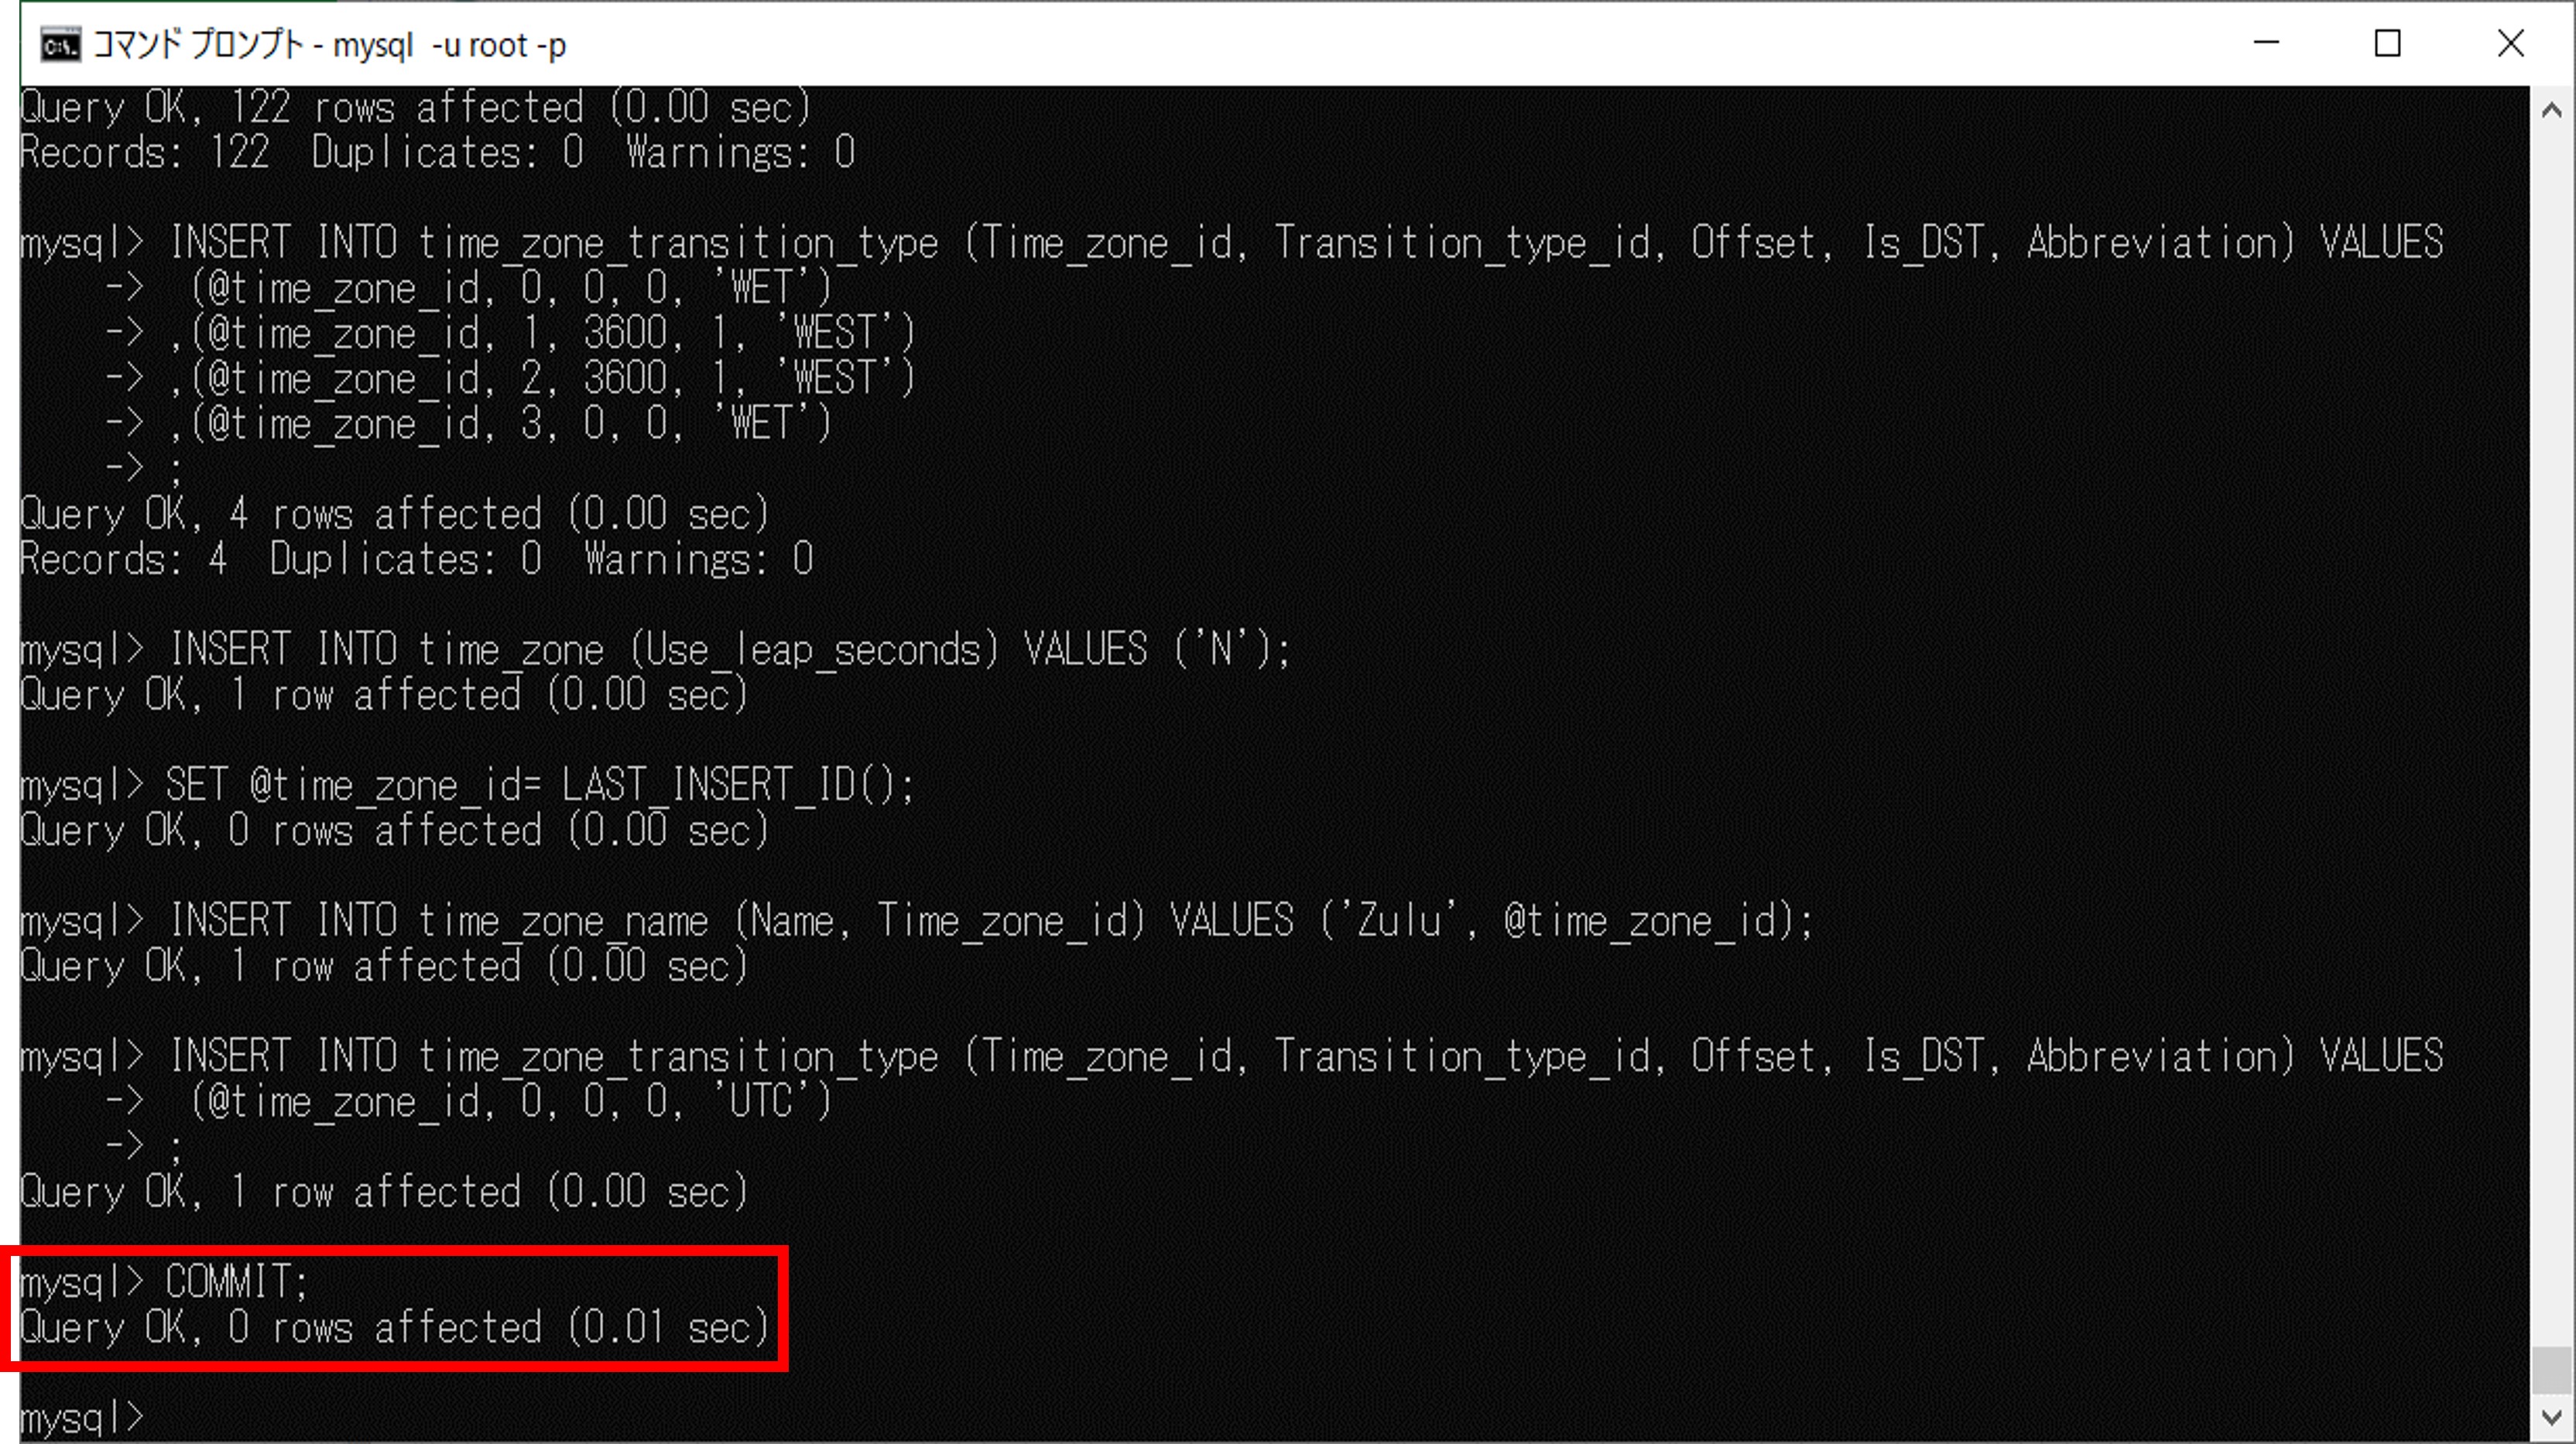 コマンド プロンプト - mysql  -u root -p
Query OK, 122 rows affected (0.00 sec)
Records: 122  Duplicates: 0  Warnings: 0
mysql> INSERT INTO time_zone_transition_type (Time_zone_id, Transition_type_id, Offset, Is_DST, Abbreviation) VALUES
    ->  (@time_zone_id, 0, 0, 0, 'WET')
    -> ,(@time_zone_id, 1, 3600, 1, 'WEST')
    -> ,(@time_zone_id, 2, 3600, 1, 'WEST')
    -> ,(@time_zone_id, 3, 0, 0, 'WET')
    -> ;
Query OK, 4 rows affected (0.00 sec)
Records: 4  Duplicates: 0  Warnings: 0
mysql> INSERT INTO time_zone (Use_leap_seconds) VALUES ('N');
Query OK, 1 row affected (0.00 sec)
mysql> SET @time_zone_id= LAST_INSERT_ID();
Query OK, 0 rows affected (0.00 sec)
mysql> INSERT INTO time_zone_name (Name, Time_zone_id) VALUES ('Zulu', @time_zone_id);
Query OK, 1 row affected (0.00 sec)
mysql> INSERT INTO time_zone_transition_type (Time_zone_id, Transition_type_id, Offset, Is_DST, Abbreviation) VALUES
    ->  (@time_zone_id, 0, 0, 0, 'UTC')
    -> ;
Query OK, 1 row affected (0.00 sec)
mysql> COMMIT;
Query OK, 0 rows affected (0.01 sec)
mysql>